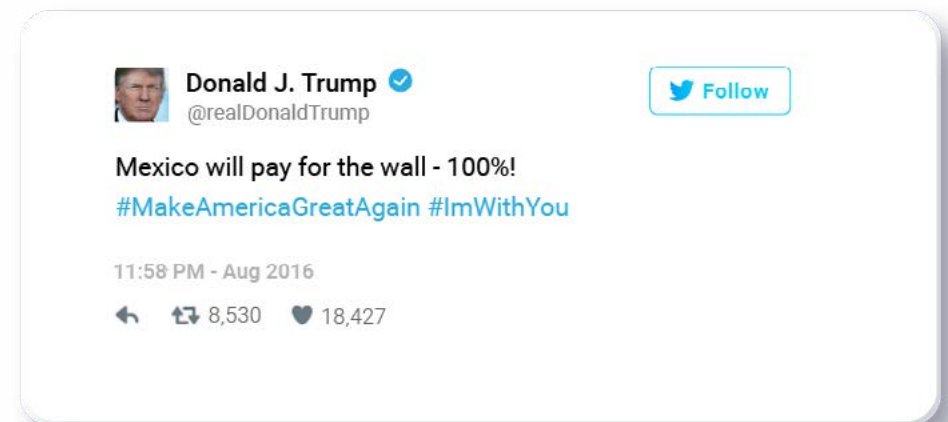 Donald J. Trump
Follow
@realDonaldTrump
Mexico will pay for the wall - 100%!
#MakeAmericaGreatAgain #ImWithYou
11:58 PM - Aug 2016
8,530 18,427